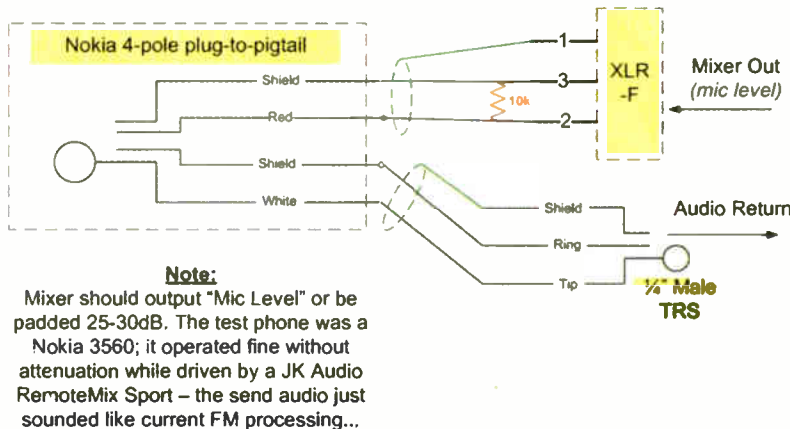 Nokia 4-pole plug-to-pigtail
Shield
Red
Shield
White
1
3
2
10k
XLR
-F
Mixer Out
(mic level)
Shield
Ring
Tip
Audio Return
¼" Male
TRS
Note:
Mixer should output "Mic Level" or be
padded 25-30dB. The test phone was a
Nokia 3560; it operated fine without
attenuation while driven by a JK Audio
RemoteMix Sport – the send audio just
sounded like current FM processing...